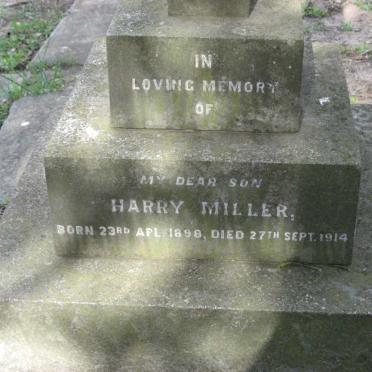 IN
LOVING MEMORY
OF
MY DEAR SON
HARRY MILLER,
BORN 23RD APL. 1898, DIED 27TH SEPT. 1914